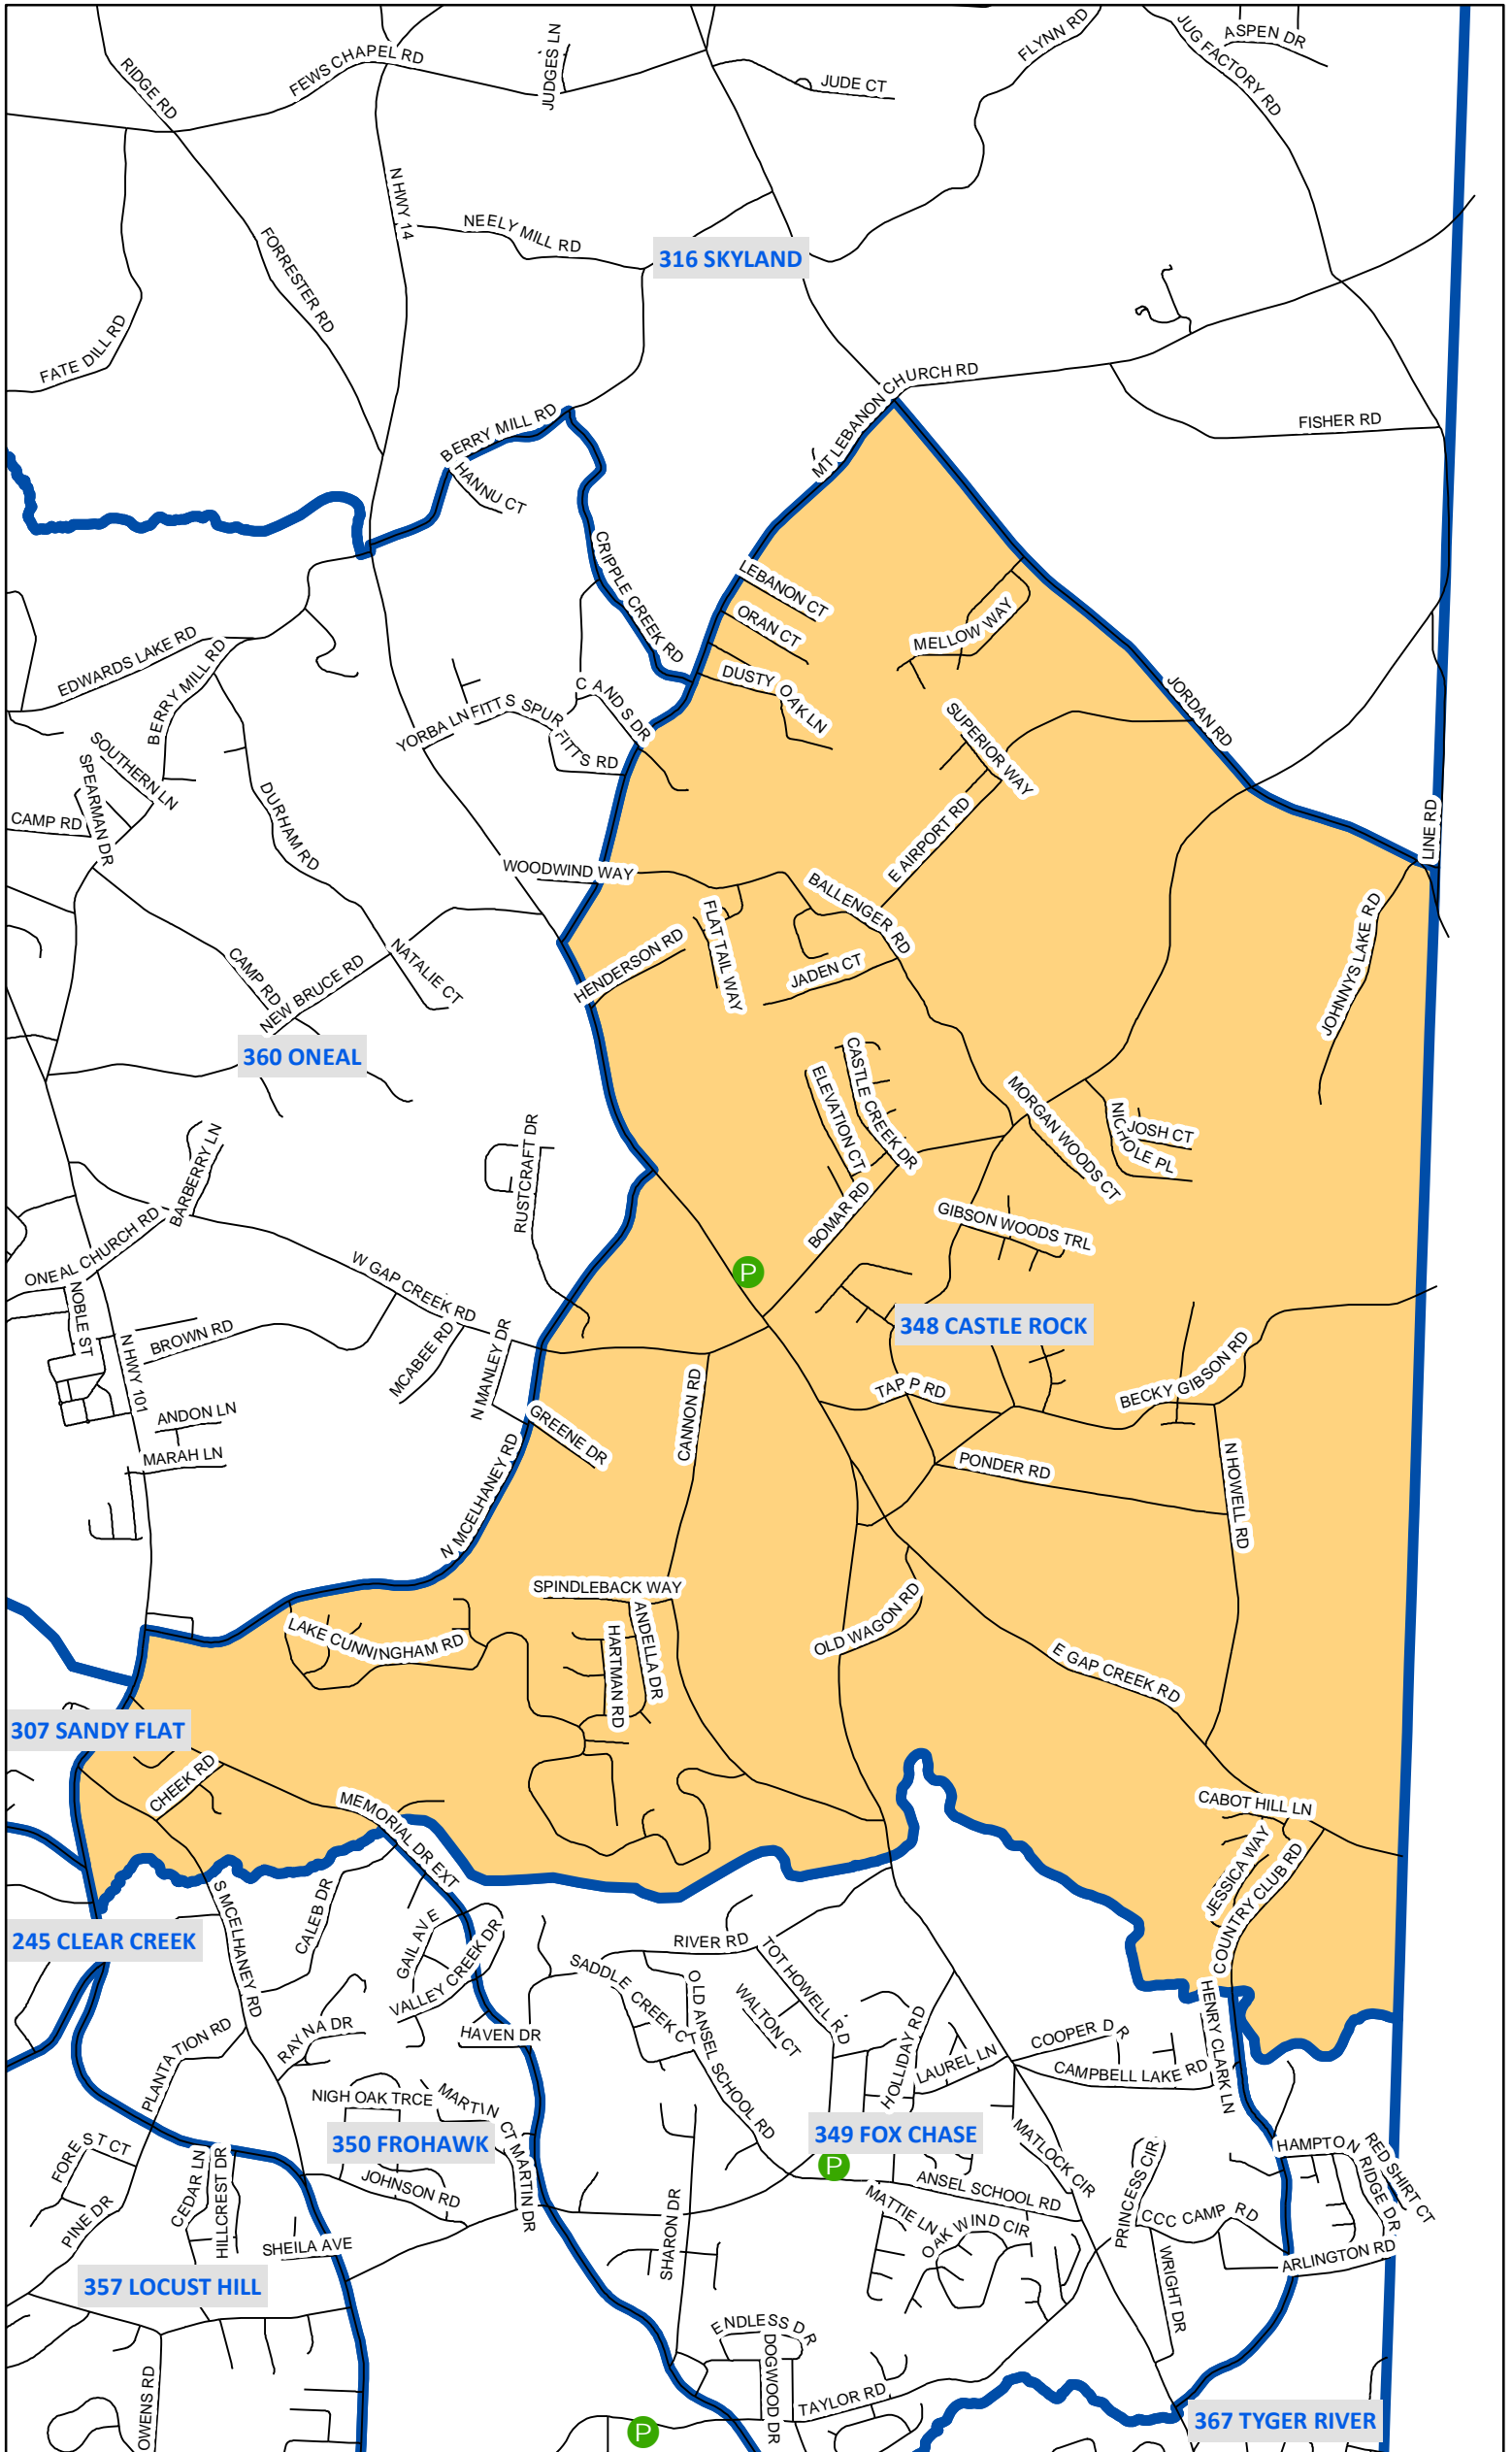 RIDGE RD
FEWS CHAPEL RD
JUDGES LN
JUDE CT
FLYNN RD
JUG FACTORY RD
ASPEN DR
N HWY 14
NEELY MILL RD
316 SKYLAND
FORRESTER RD
FATE DILL RD
MT LEBANON CHURCH RD
FISHER RD
BERRY MILL RD
HANNU CT
CRIPPLE CREEK RD
LEBANON CT
ORAN CT
MELLOW WAY
DUSTY OAK LN
JORDAN RD
EDWARDS LAKE RD
BERRY MILL RD
C AND S DR
YORBA LN
FITTS SPUR
FITTS RD
SUPERIOR WAY
SOUTHERN LN
SPEARMAN DR
CAMP RD
DURHAM RD
E AIRPORT RD
LINE RD
WOODWIND WAY
BALLENGER RD
FLAT TAIL WAY
HENDERSON RD
JADEN CT
JOHNNYS LAKE RD
CAMP RD
NEW BRUCE RD
NATALIE CT
360 ONEAL
CASTLE CREEK DR
ELEVATION CT
MORGAN WOODS CT
NICHOLE PL
JOSH CT
BARBERRY LN
RUSTCRAFT DR
BOMAR RD
GIBSON WOODS TRL
ONEAL CHURCH RD
W GAP CREEK RD
P
NOBLE ST
BROWN RD
N HWY 101
MCABEE RD
N MANLEY DR
348 CASTLE ROCK
BECKY GIBSON RD
TAPP RD
CANNON RD
ANDON LN
GREENE DR
MARAH LN
N MCELHANEY RD
PONDER RD
N HOWELL RD
SPINDLEBACK WAY
LAKE CUNNINGHAM RD
HARTMAN RD
ANDELLA DR
OLD WAGON RD
E GAP CREEK RD
307 SANDY FLAT
CHEEK RD
MEMORIAL DR EXT
CABOT HILL LN
JESSICA WAY
COUNTRY CLUB RD
S MCELHANEY RD
CALEB DR
GAIL AVE
VALLEY CREEK DR
245 CLEAR CREEK
RIVER RD
SADDLE CREEK CT
OLD ANSEL SCHOOL RD
TOT HOWELL RD
WALTON CT
HENRY CLARK LN
HOLLIDAY RD
PLANTATION RD
RAYNA DR
HAVEN DR
LAUREL LN
COOPER DR
CAMPBELL LAKE RD
NIGH OAK TRCE
MARTIN CT
MARTIN DR
350 FROHAWK
349 FOX CHASE
P
MATLOCK CIR
FOREST CT
PINE DR
CEDAR LN
HILLCREST DR
JOHNSON RD
SHEILA AVE
ANSEL SCHOOL RD
MATTIE LN
OAK WIND CIR
PRINCESS CIR
CCC CAMP RD
HAMPTON RIDGE DR
RED SHIRT CT
ARLINGTON RD
WRIGHT DR
SHARON DR
357 LOCUST HILL
ENDLESS DR
DOGWOOD DR
TAYLOR RD
OWENS RD
P
367 TYGER RIVER